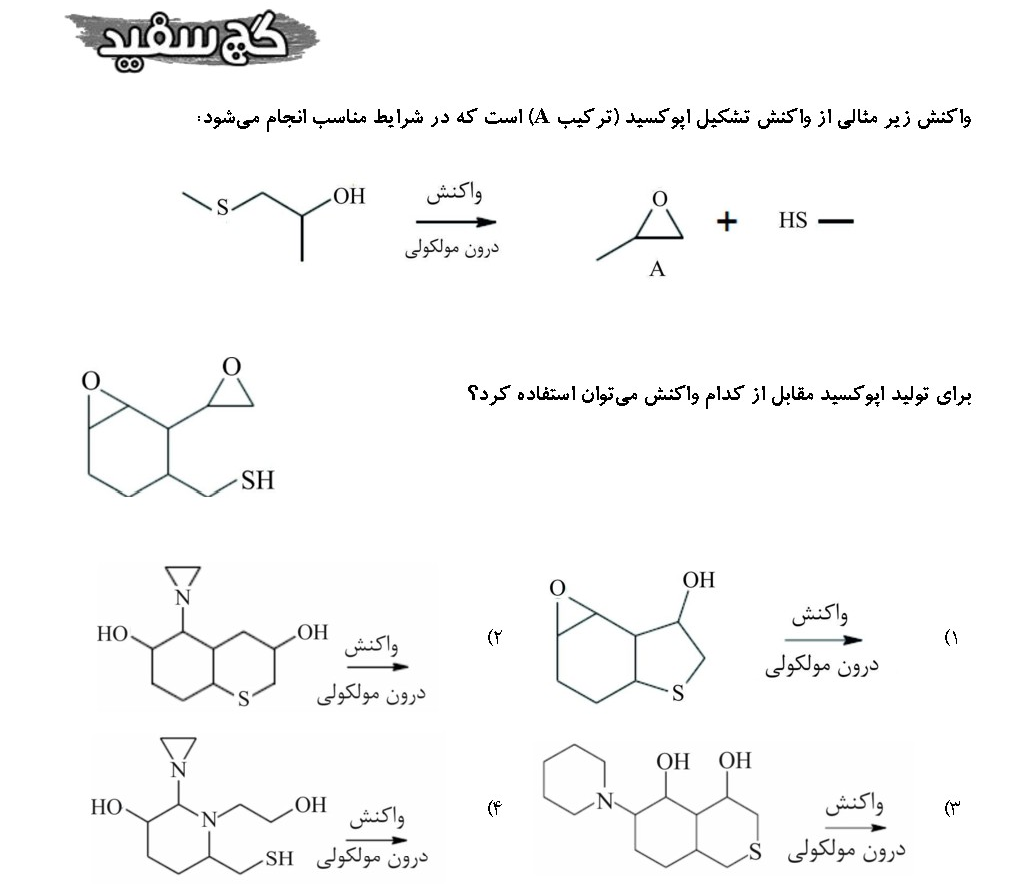 گچ سفید
واکنش زیر مثالی از واکنش تشکیل اپوکسید (ترکیب A) است که در شرایط مناسب انجام می‌شود:
S OH واکنش درون مولکولی O A + HS
برای تولید اپوکسید مقابل از کدام واکنش می‌توان استفاده کرد؟
O O SH
۱) O OH S واکنش درون مولکولی
۲) N HO OH S واکنش درون مولکولی
۳) N OH OH S واکنش درون مولکولی
۴) N HO N OH SH واکنش درون مولکولی